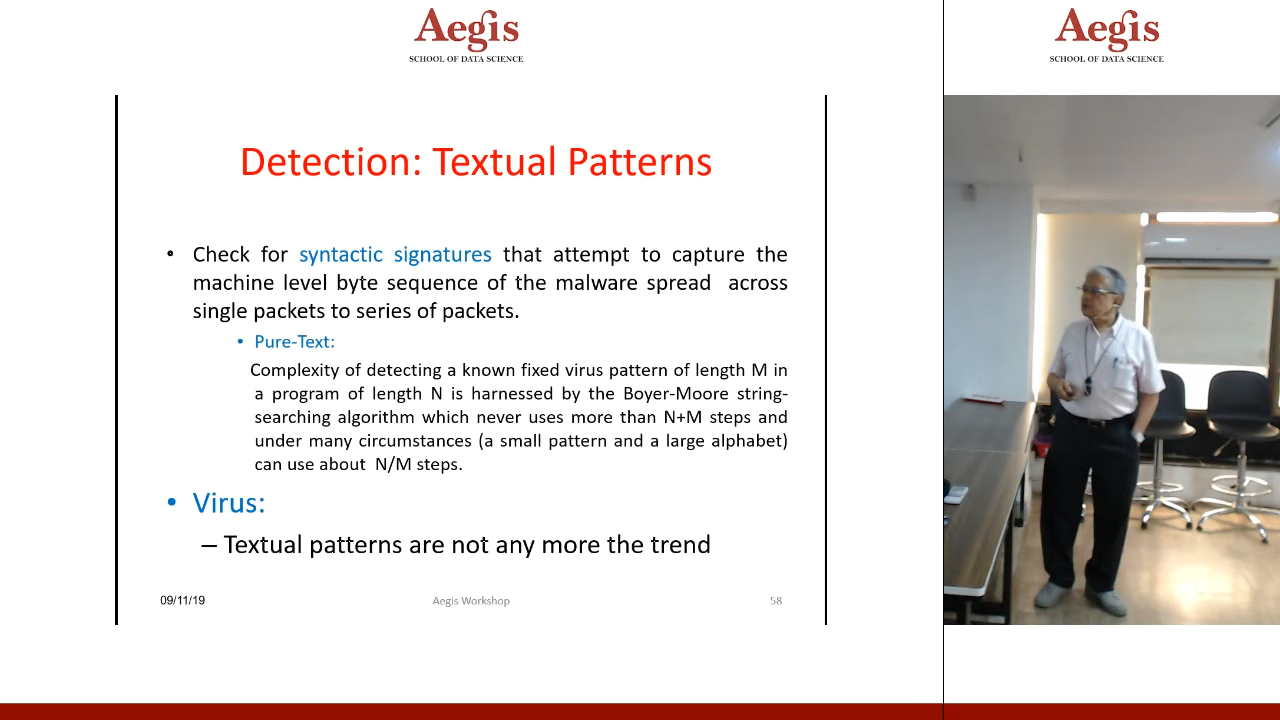 Aegis
SCHOOL OF DATA SCIENCE
Aegis
SCHOOL OF DATA SCIENCE
Detection: Textual Patterns
• Check for syntactic signatures that attempt to capture the
machine level byte sequence of the malware spread across
single packets to series of packets.
• Pure-Text:
Complexity of detecting a known fixed virus pattern of length M in
a program of length N is harnessed by the Boyer-Moore string-
searching algorithm which never uses more than N+M steps and
under many circumstances (a small pattern and a large alphabet)
can use about N/M steps.
• Virus:
– Textual patterns are not any more the trend
09/11/19
Aegis Workshop
58